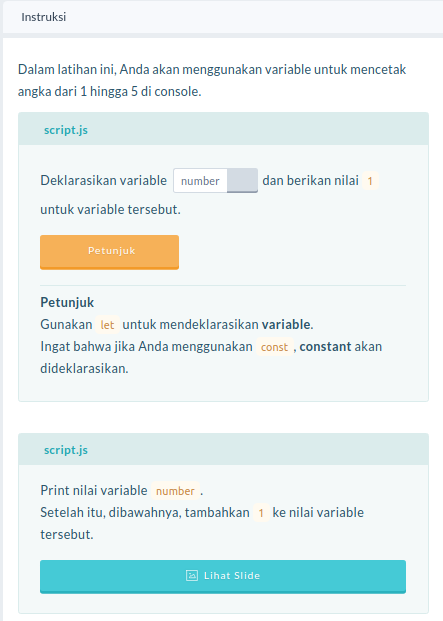 Instruksi
Dalam latihan ini, Anda akan menggunakan variable untuk mencetak
angka dari 1 hingga 5 di console.
script.js
Deklarasikan variable number dan berikan nilai 1
untuk variable tersebut.
Petunjuk
Petunjuk
Gunakan let untuk mendeklarasikan variable.
Ingat bahwa jika Anda menggunakan const , constant akan
dideklarasikan.
script.js
Print nilai variable number .
Setelah itu, dibawahnya, tambahkan 1 ke nilai variable
tersebut.
Lihat Slide